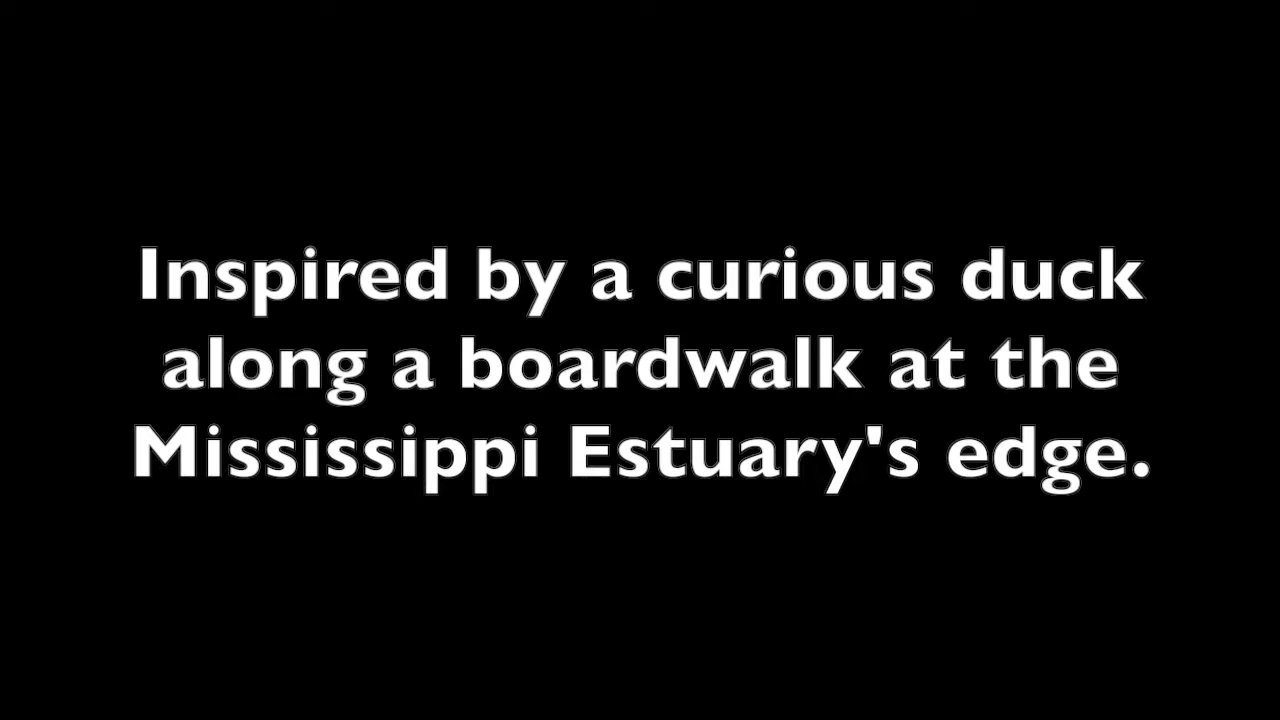 Inspired by a curious duck
along a boardwalk at the
Mississippi Estuary's edge.